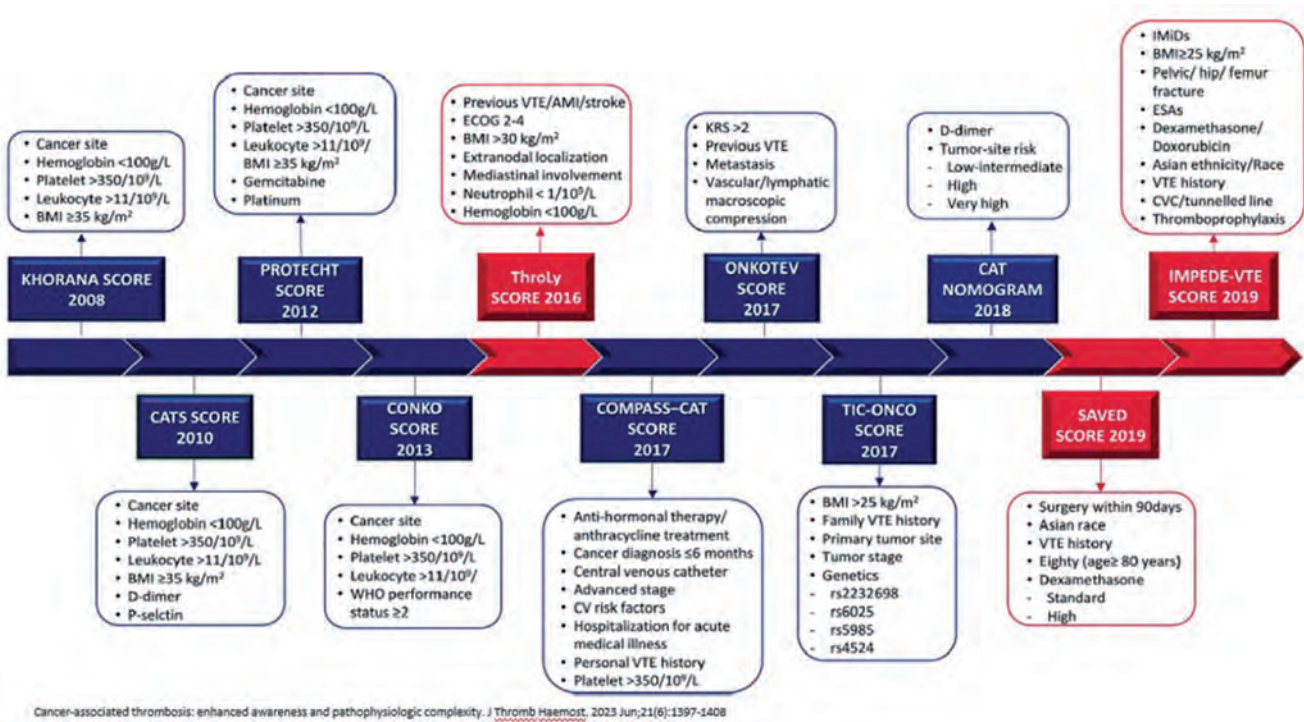 • Cancer site
• Hemoglobin <100g/L
• Platelet >350/10⁹/L
• Leukocyte >11/10⁹/L
• BMI ≥35 kg/m²
KHORANA SCORE
2008
• Cancer site
• Hemoglobin <100g/L
• Platelet >350/10⁹/L
• Leukocyte >11/10⁹/
BMI ≥35 kg/m²
• Gemcitabine
• Platinum
PROTECHT
SCORE
2012
• Previous VTE/AMI/stroke
• ECOG 2-4
• BMI >30 kg/m²
• Extranodal localization
• Mediastinal involvement
• Neutrophil < 1/10⁹/L
• Hemoglobin <100g/L
Throly
SCORE 2016
• KRS >2
• Previous VTE
• Metastasis
• Vascular/lymphatic
macroscopic
compression
ONKOTEV
SCORE
2017
• D-dimer
• Tumor-site risk
- Low-intermediate
- High
- Very high
CAT
NOMOGRAM
2018
• IMiDs
• BMI≥25 kg/m²
• Pelvic/ hip/ femur
fracture
• ESAs
• Dexamethasone/
Doxorubicin
• Asian ethnicity/Race
• VTE history
• CVC/tunnelled line
• Thromboprophylaxis
IMPEDE-VTE
SCORE 2019
CATS SCORE
2010
• Cancer site
• Hemoglobin <100g/L
• Platelet >350/10⁹/L
• Leukocyte >11/10⁹/L
• BMI ≥35 kg/m²
• D-dimer
• P-selctin
CONKO
SCORE
2013
• Cancer site
• Hemoglobin <100g/L
• Platelet >350/10⁹/L
• Leukocyte >11/10⁹/
• WHO performance
status ≥2
COMPASS–CAT
SCORE
2017
• Anti-hormonal therapy/
anthracycline treatment
• Cancer diagnosis ≤6 months
• Central venous catheter
• Advanced stage
• CV risk factors
• Hospitalization for acute
medical illness
• Personal VTE history
• Platelet >350/10⁹/L
TIC-ONCO
SCORE
2017
• BMI >25 kg/m²
• Family VTE history
• Primary tumor site
• Tumor stage
• Genetics
- rs2232698
- rs6025
- rs5985
- rs4524
SAVED
SCORE 2019
• Surgery within 90days
• Asian race
• VTE history
• Eighty (age≥ 80 years)
• Dexamethasone
- Standard
- High
Cancer-associated thrombosis: enhanced awareness and pathophysiologic complexity. J Thromb Haemost. 2023 Jun;21(6):1397-1408